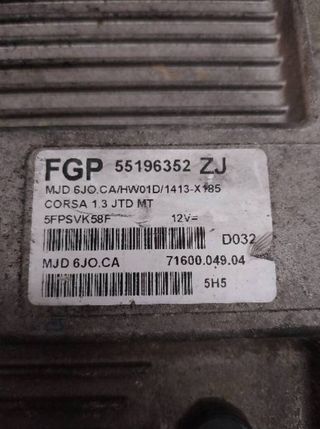 FGP 55196352 ZJ
MJD 6JO.CA/HW01D/1413-X185
CORSA 1.3 JTD MT
5FPSVK58F 12V=
D032
MJD 6JO.CA 71600.049.04
5H5